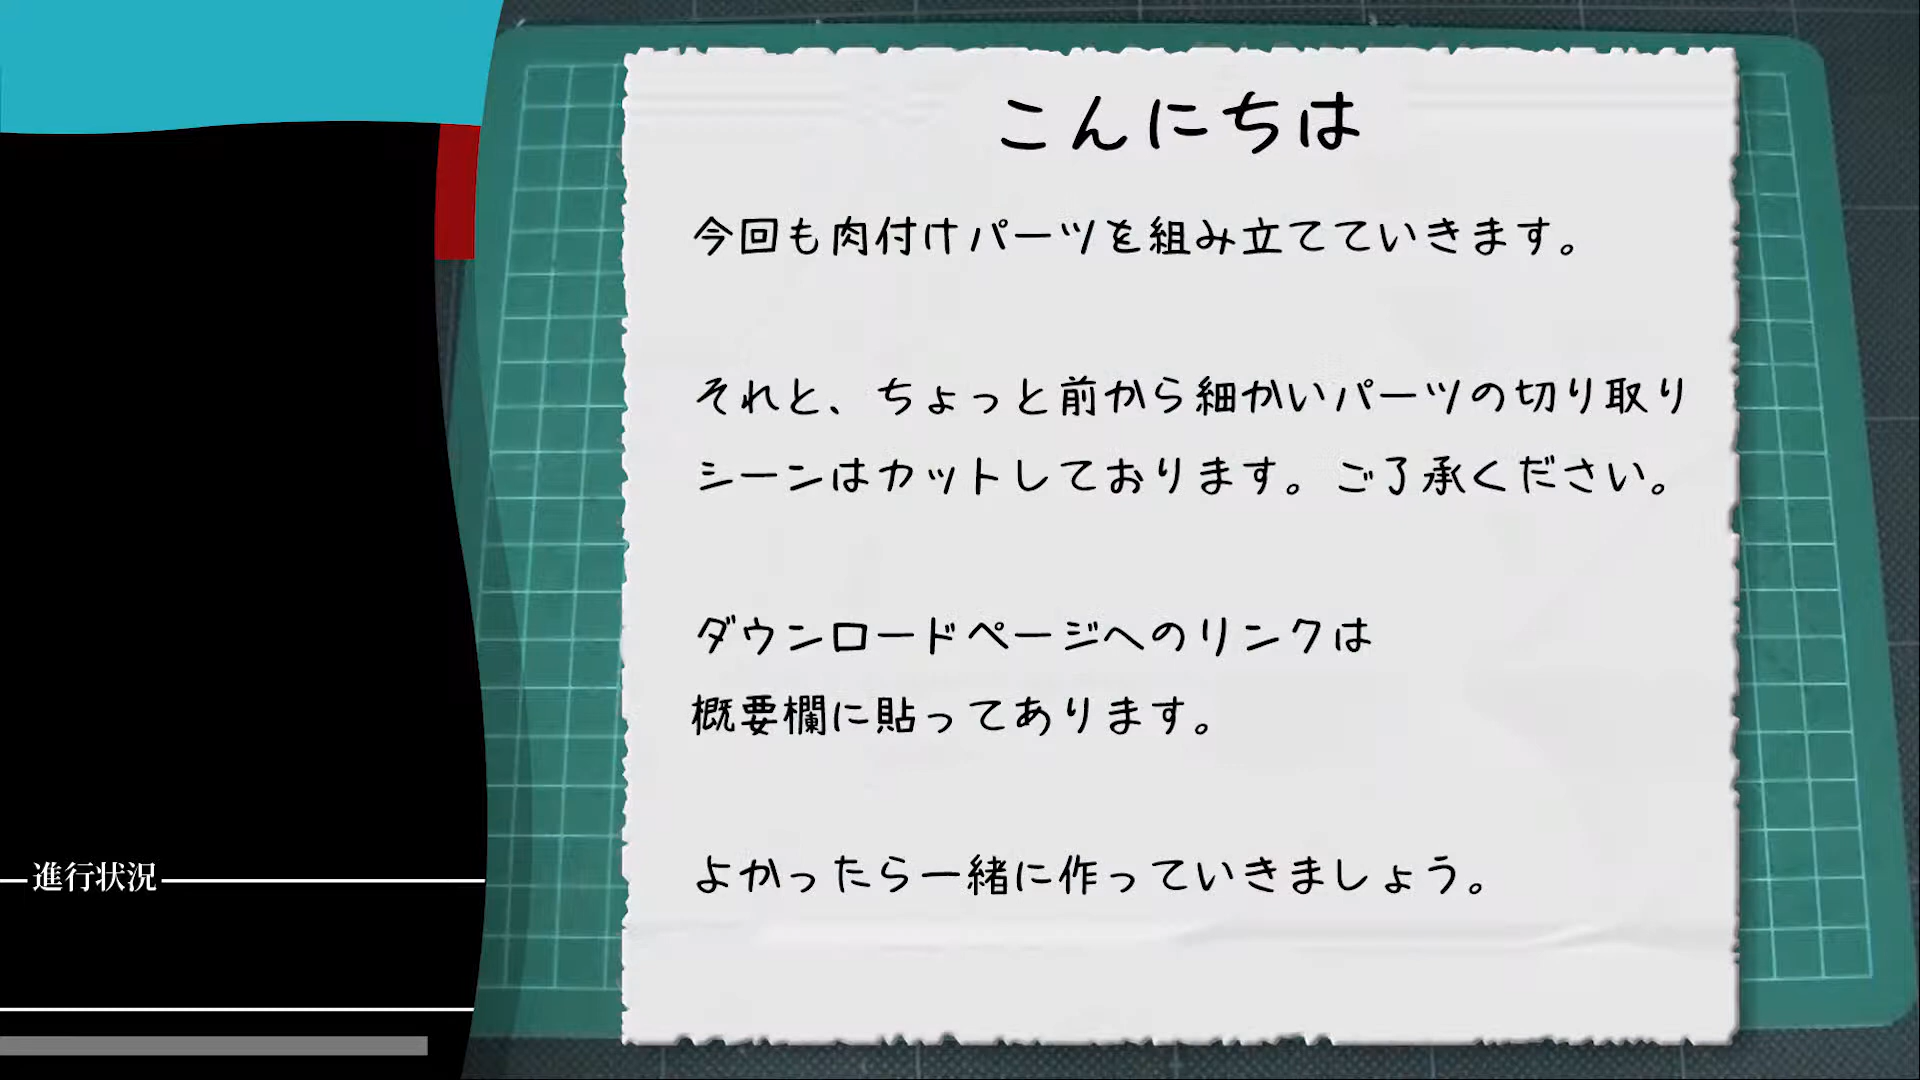 こんにちは
今回も肉付けパーツを組み立てていきます。
それと、ちょっと前から細かいパーツの切り取り
シーンはカットしております。ご了承ください。
ダウンロードページへのリンクは
概要欄に貼ってあります。
よかったら一緒に作っていきましょう。
進行状況